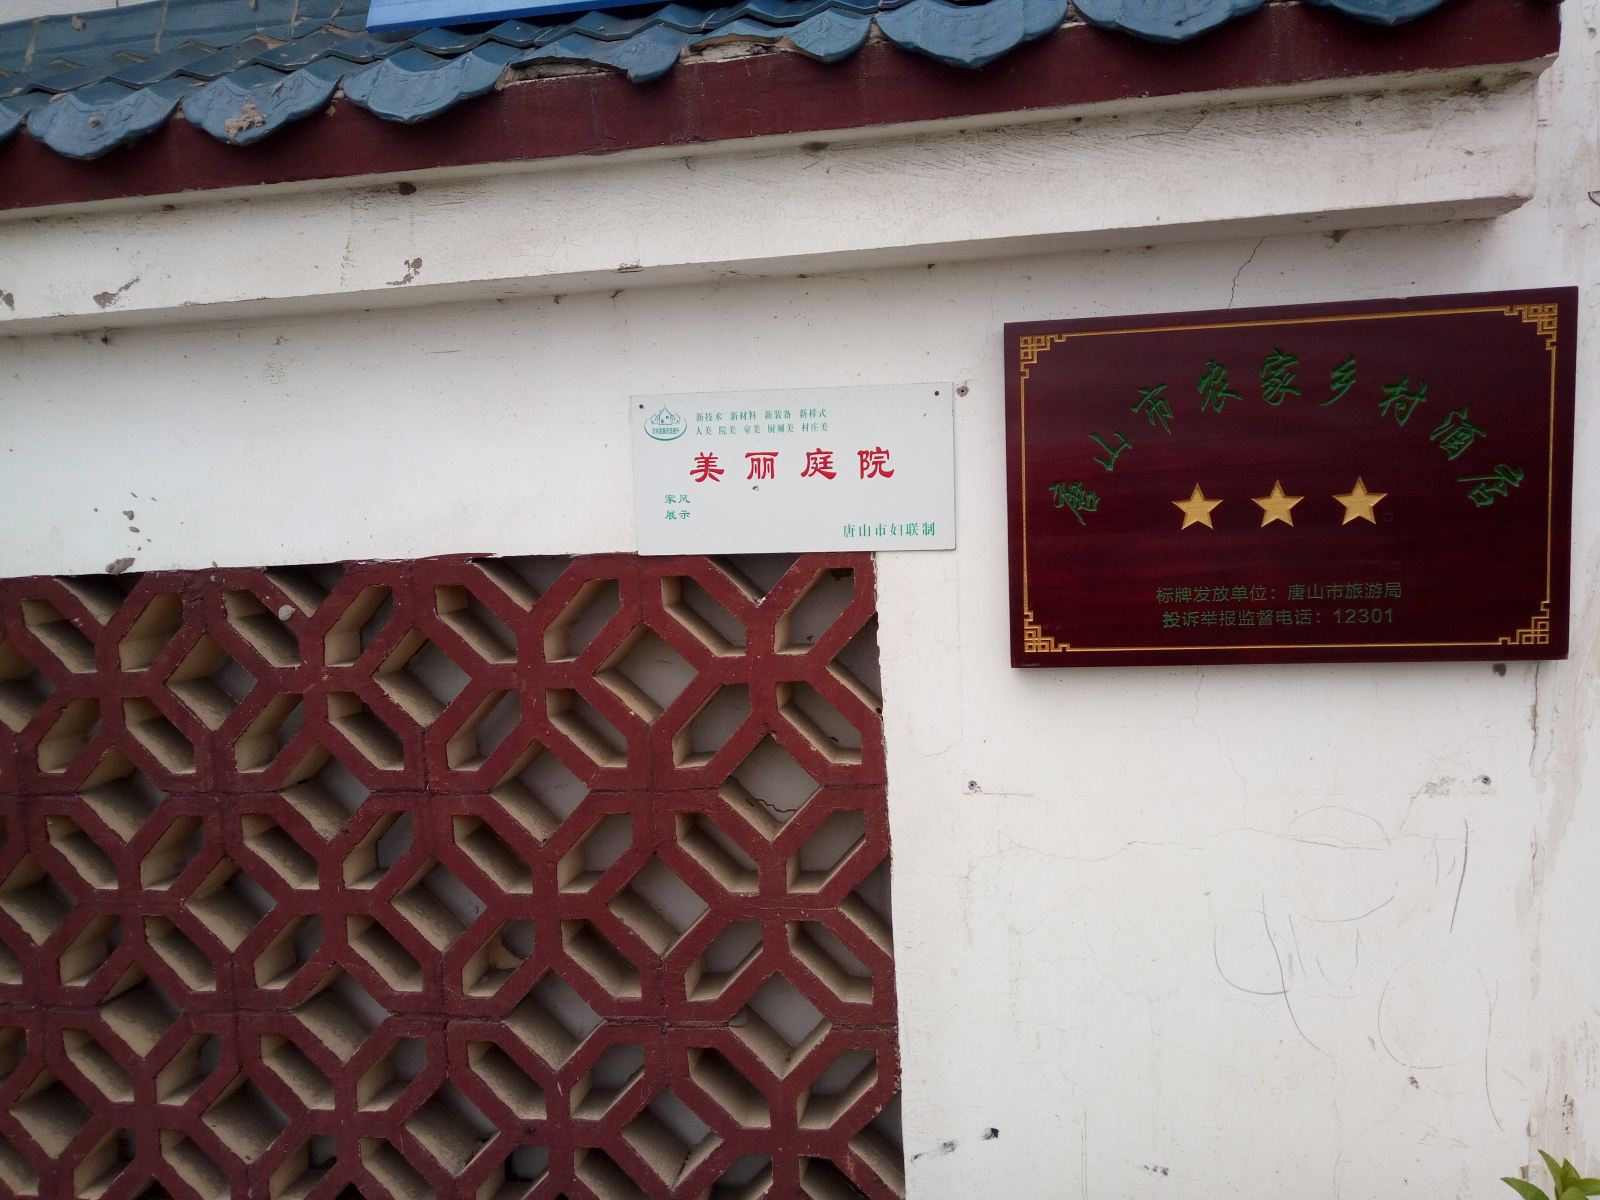 新技术 新材料 新装备 新样式
人美 院美 室美 厨厕美 村庄美
美丽庭院
家风
展示
唐山市妇联制
唐山市农家乡村酒店
标牌发放单位：唐山市旅游局
投诉举报监督电话：12301